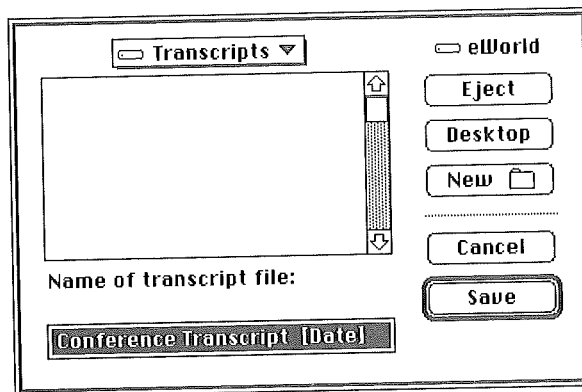 Transcripts
eWorld
Eject
Desktop
New
Cancel
Save
Name of transcript file:
Conference Transcript [Date]